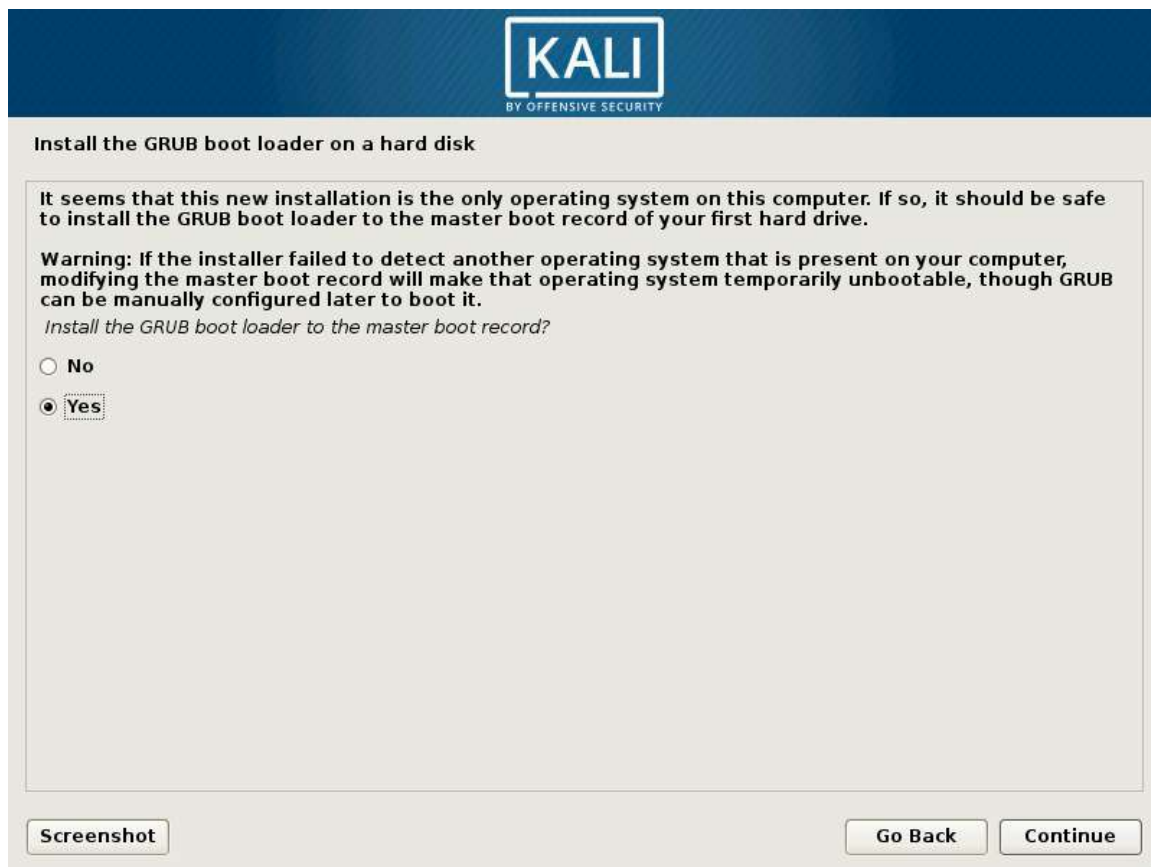 KALI
BY OFFENSIVE SECURITY
Install the GRUB boot loader on a hard disk
It seems that this new installation is the only operating system on this computer. If so, it should be safe
to install the GRUB boot loader to the master boot record of your first hard drive.
Warning: If the installer failed to detect another operating system that is present on your computer,
modifying the master boot record will make that operating system temporarily unbootable, though GRUB
can be manually configured later to boot it.
Install the GRUB boot loader to the master boot record?
No
Yes
Screenshot
Go Back
Continue